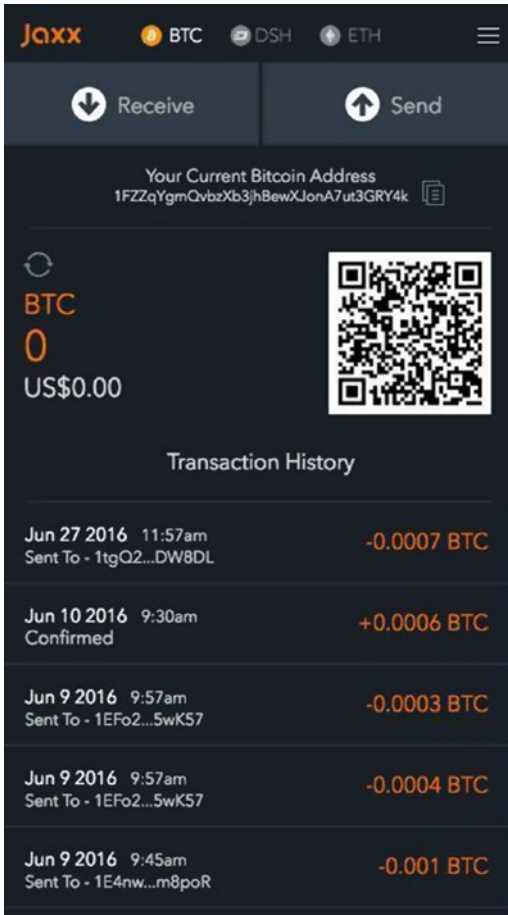 Jaxx BTC DSH ETH
Receive Send
Your Current Bitcoin Address
1FZZqYgmQvbzXb3jhBewXJonA7ut3GRY4k
BTC
0
US$0.00
Transaction History
Jun 27 2016 11:57am
-0.0007 BTC
Sent To - 1tgQ2...DW8DL
Jun 10 2016 9:30am
+0.0006 BTC
Confirmed
Jun 9 2016 9:57am
-0.0003 BTC
Sent To - 1EFo2...5wK57
Jun 9 2016 9:57am
-0.0004 BTC
Sent To - 1EFo2...5wK57
Jun 9 2016 9:45am
-0.001 BTC
Sent To - 1E4nw...m8poR